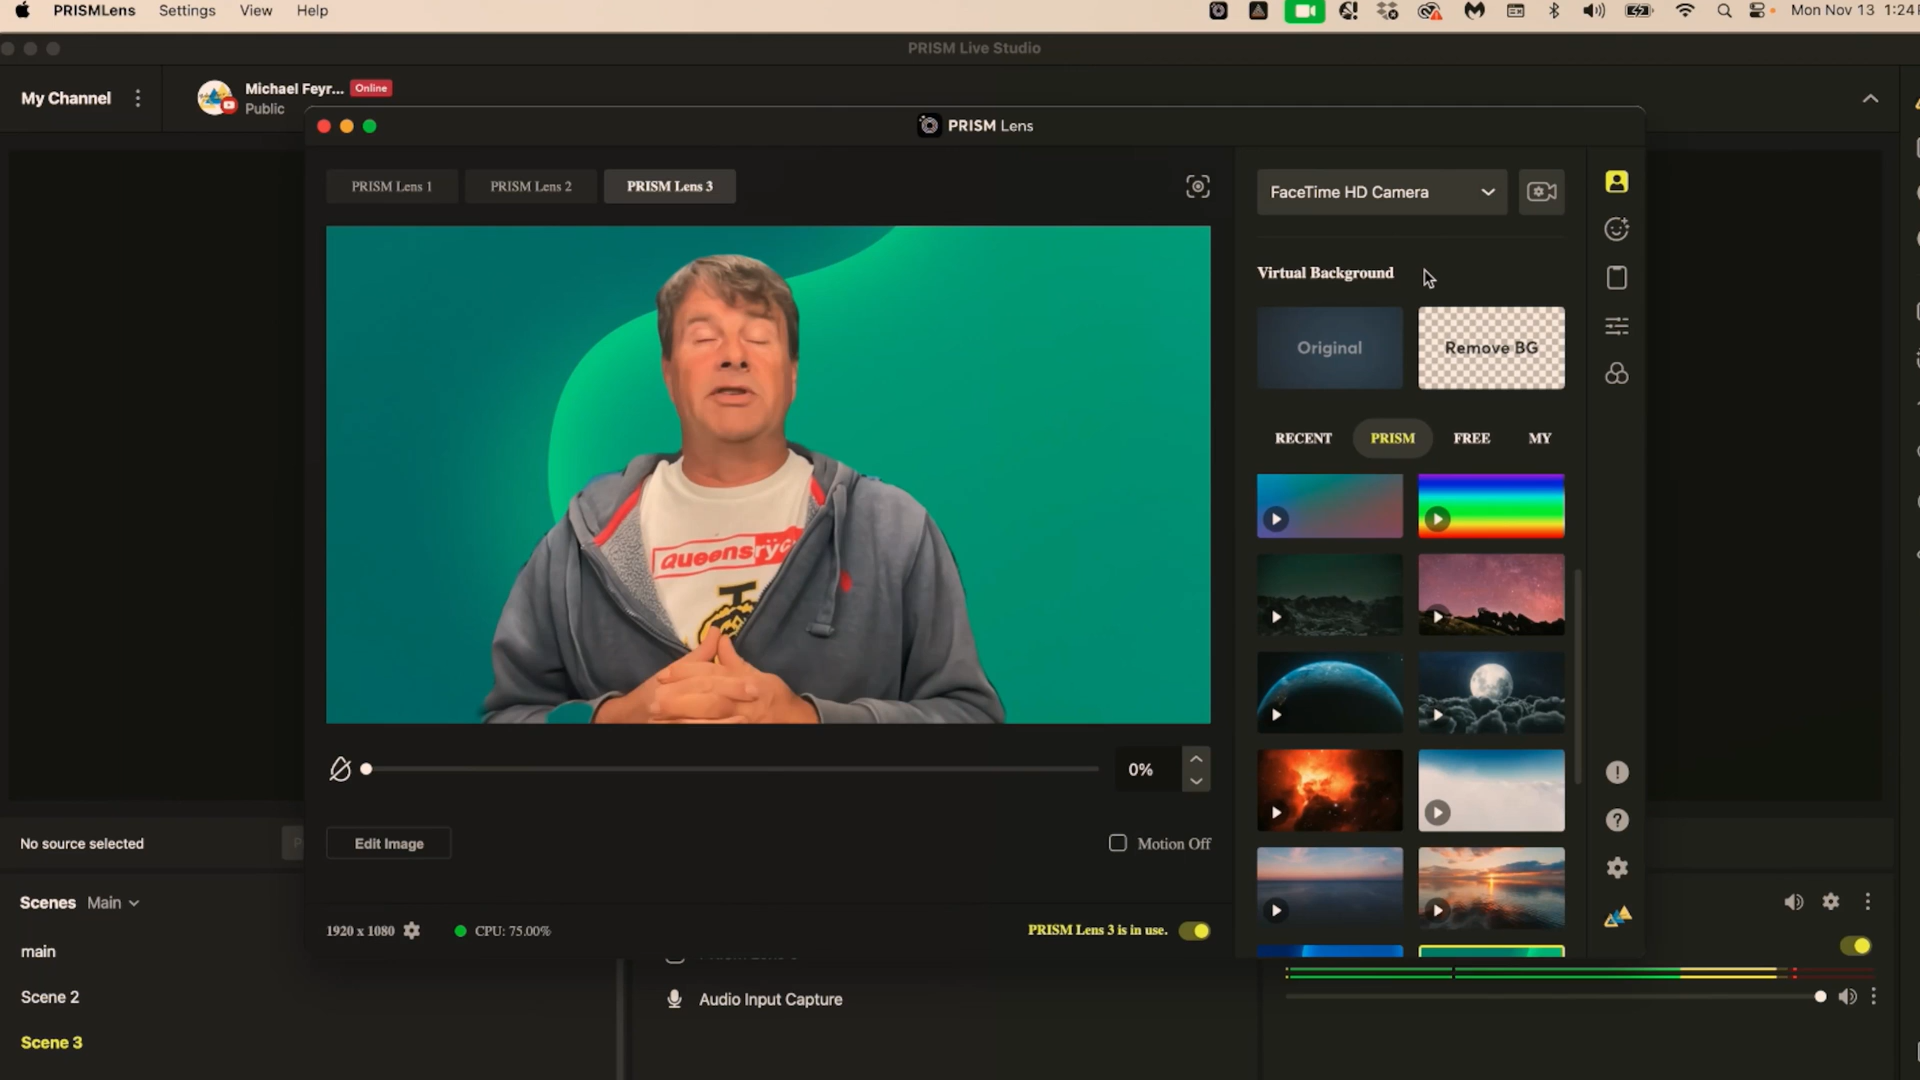 PRISMLens Settings View Help Mon Nov 13 1:24
PRISM Live Studio
My Channel
Michael Feyr... Online
Public
PRISM Lens
PRISM Lens 1 PRISM Lens 2 PRISM Lens 3
FaceTime HD Camera
Virtual Background
Original Remove BG
RECENT PRISM FREE MY
Queensrÿc
0%
Edit Image Motion Off
No source selected
Scenes Main
1920 x 1080 CPU: 75.00% PRISM Lens 3 is in use.
main
Scene 2
Audio Input Capture
Scene 3